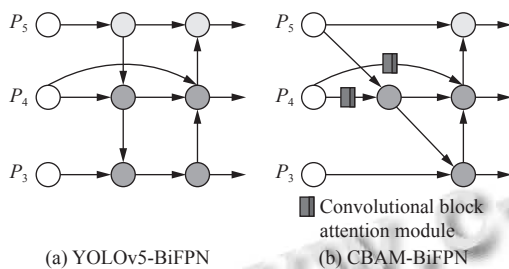 P5
P4
P3
(a) YOLOv5-BiFPN
P5
P4
P3
Convolutional block
attention module
(b) CBAM-BiFPN